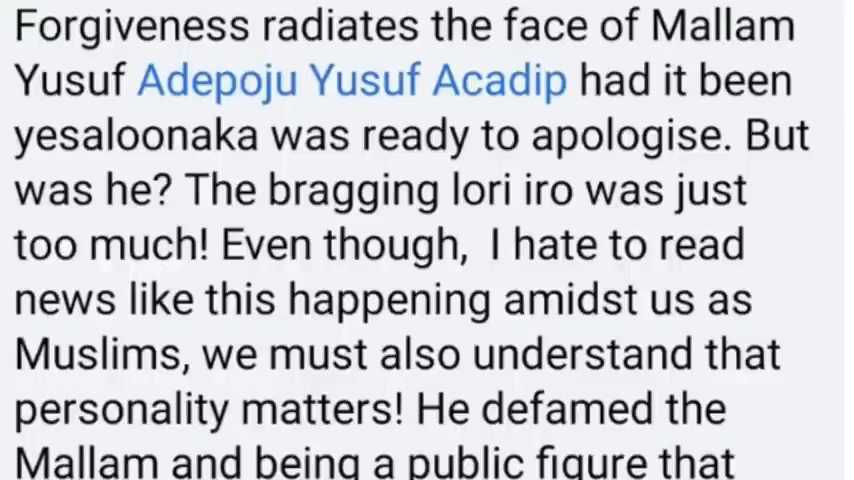 Forgiveness radiates the face of Mallam
Yusuf Adepoju Yusuf Acadip had it been
yesaloonaka was ready to apologise. But
was he? The bragging lori iro was just
too much! Even though, I hate to read
news like this happening amidst us as
Muslims, we must also understand that
personality matters! He defamed the
Mallam and being a public figure that